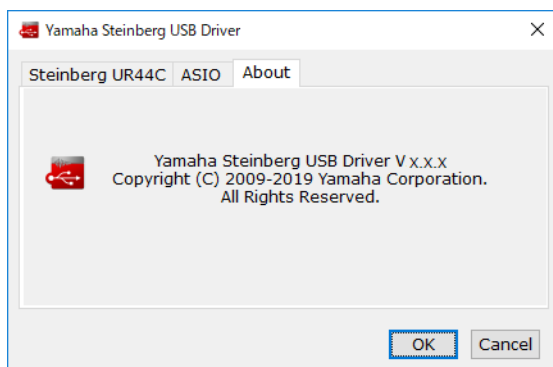 Yamaha Steinberg USB Driver
Steinberg UR44C ASIO About
Yamaha Steinberg USB Driver V x.x.x
Copyright (C) 2009-2019 Yamaha Corporation.
All Rights Reserved.
OK Cancel